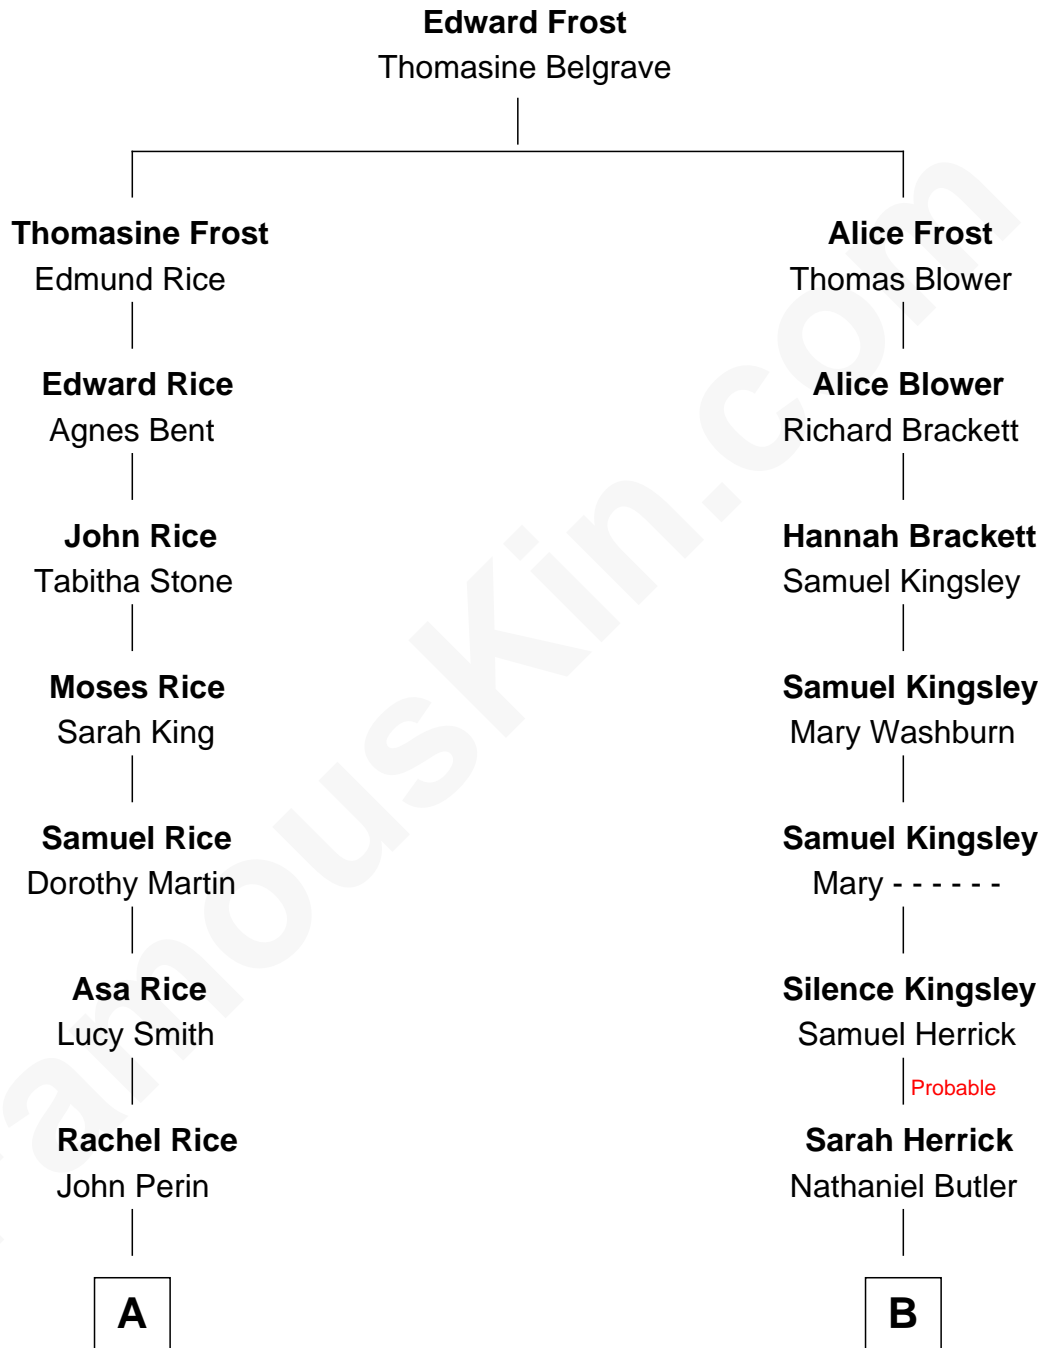 Edward Frost
Thomasine Belgrave
Thomasine Frost
Edmund Rice
Alice Frost
Thomas Blower
Edward Rice
Agnes Bent
Alice Blower
Richard Brackett
John Rice
Tabitha Stone
Hannah Brackett
Samuel Kingsley
Moses Rice
Sarah King
Samuel Kingsley
Mary Washburn
Samuel Rice
Dorothy Martin
Samuel Kingsley
Mary - - - - - -
Asa Rice
Lucy Smith
Silence Kingsley
Samuel Herrick
Probable
Rachel Rice
John Perin
Sarah Herrick
Nathaniel Butler
A
B
FamousKin.com